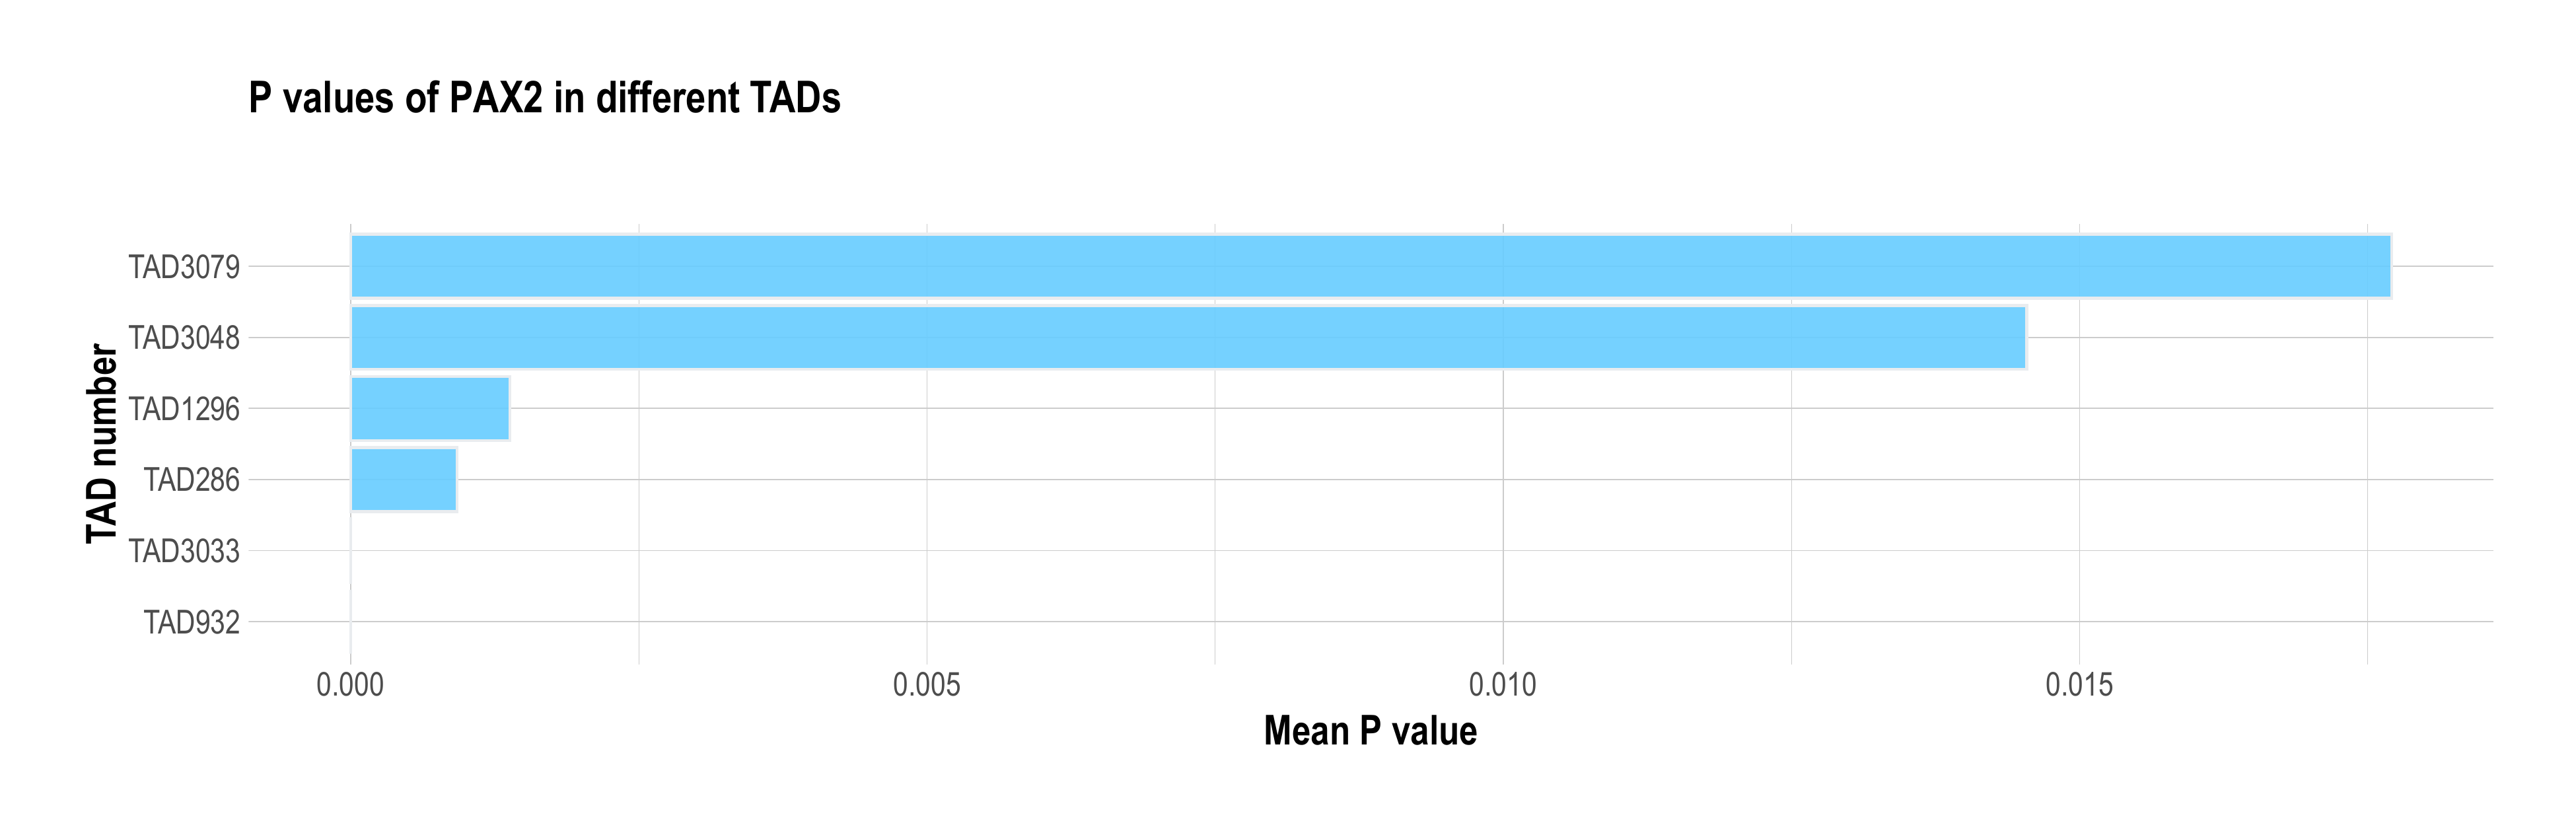 P values of PAX2 in different TADs
TAD number
TAD3079
TAD3048
TAD1296
TAD286
TAD3033
TAD932
0.000 0.005 0.010 0.015
Mean P value